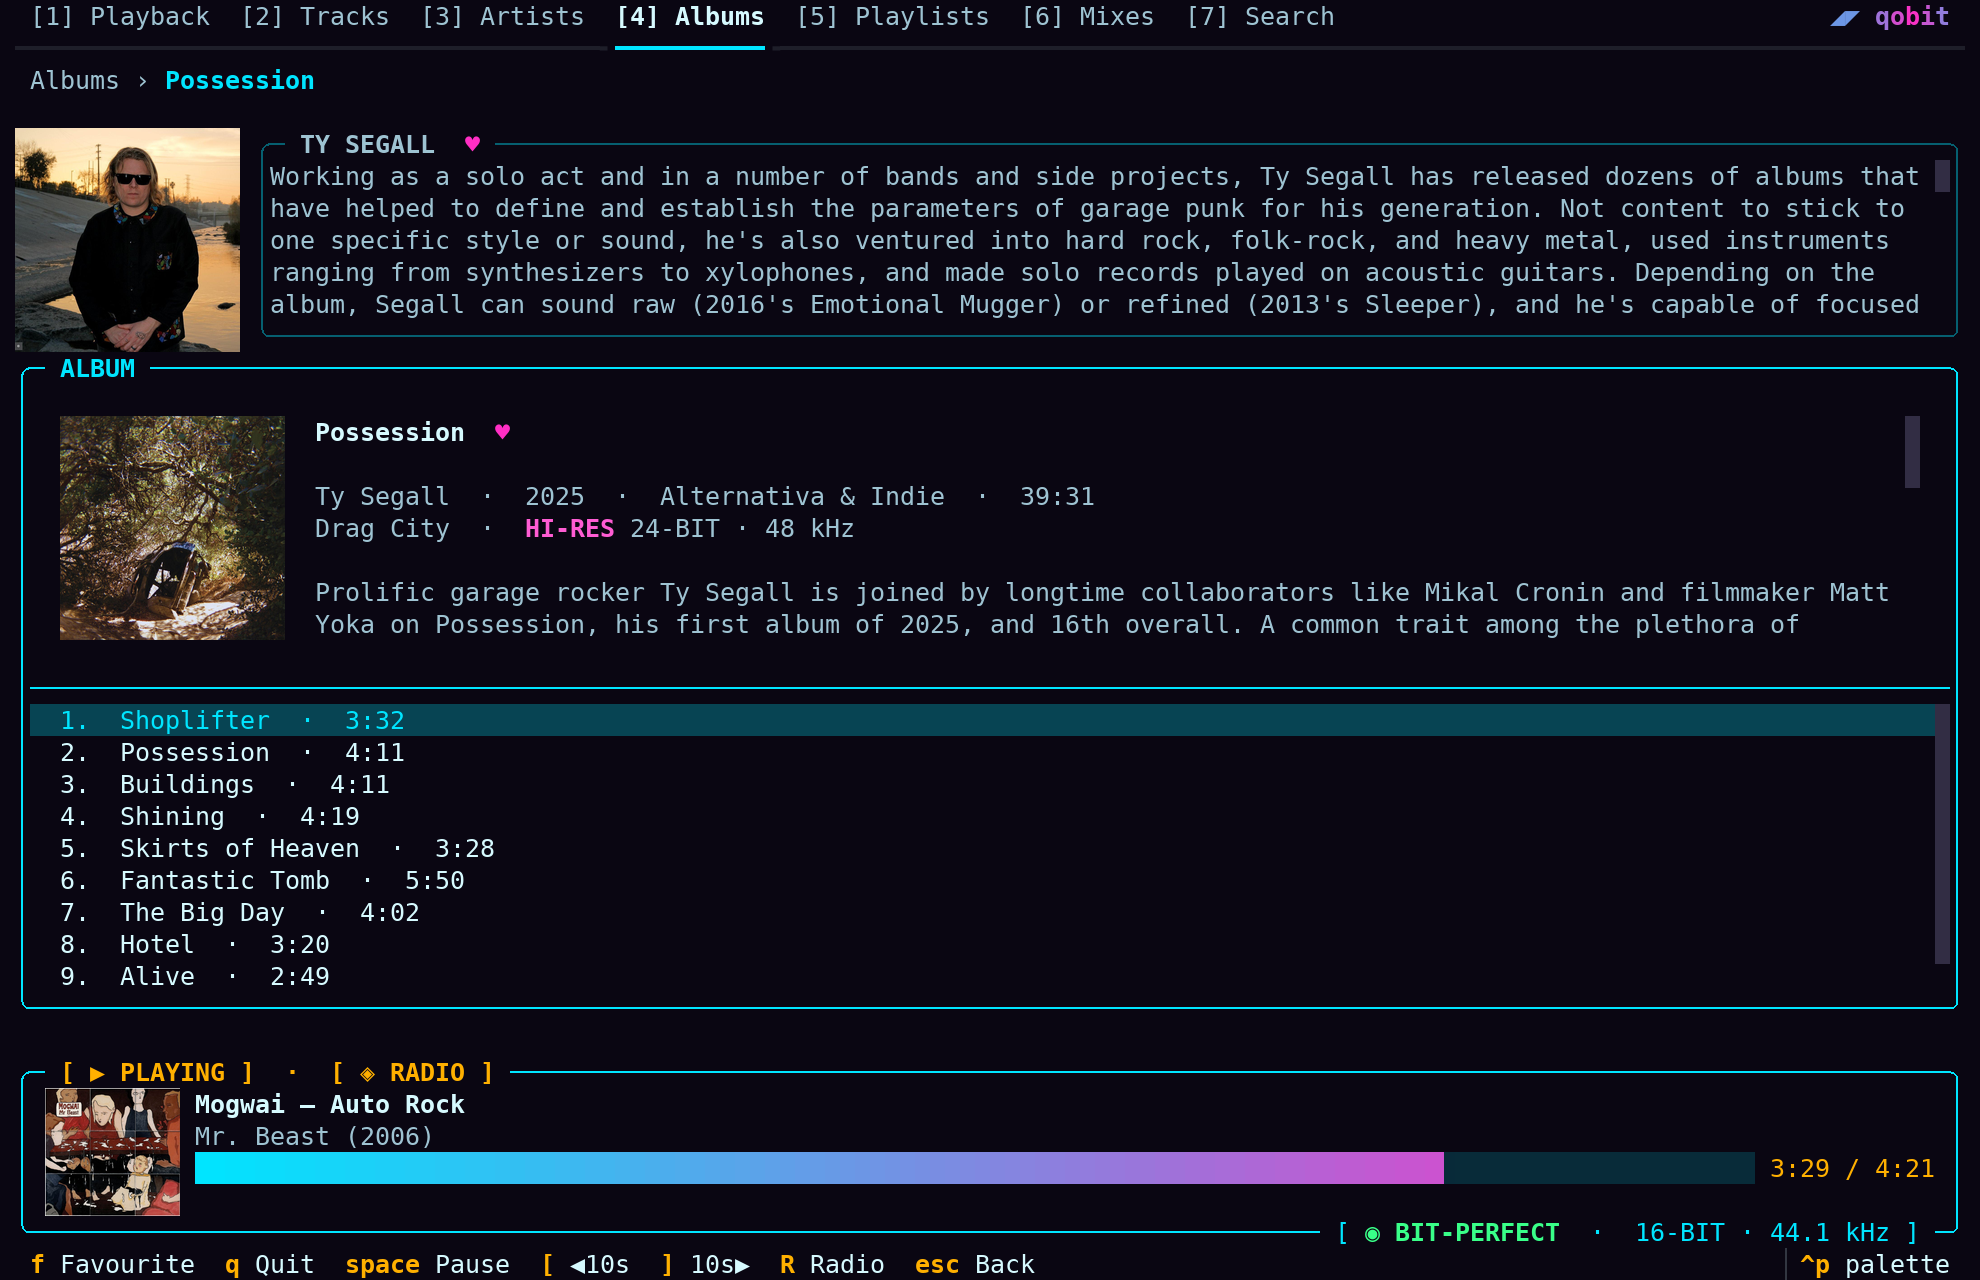 [1] Playback [2] Tracks [3] Artists [4] Albums [5] Playlists [6] Mixes [7] Search ◢◤ qobit
Albums › Possession
TY SEGALL ♥
Working as a solo act and in a number of bands and side projects, Ty Segall has released dozens of albums that
have helped to define and establish the parameters of garage punk for his generation. Not content to stick to
one specific style or sound, he's also ventured into hard rock, folk-rock, and heavy metal, used instruments
ranging from synthesizers to xylophones, and made solo records played on acoustic guitars. Depending on the
album, Segall can sound raw (2016's Emotional Mugger) or refined (2013's Sleeper), and he's capable of focused
ALBUM
Possession ♥
Ty Segall · 2025 · Alternativa & Indie · 39:31
Drag City · HI-RES 24-BIT · 48 kHz
Prolific garage rocker Ty Segall is joined by longtime collaborators like Mikal Cronin and filmmaker Matt
Yoka on Possession, his first album of 2025, and 16th overall. A common trait among the plethora of
1. Shoplifter · 3:32
2. Possession · 4:11
3. Buildings · 4:11
4. Shining · 4:19
5. Skirts of Heaven · 3:28
6. Fantastic Tomb · 5:50
7. The Big Day · 4:02
8. Hotel · 3:20
9. Alive · 2:49
[ ▶ PLAYING ] · [ ◈ RADIO ]
MOGWAI
Mr Beast
Mogwai — Auto Rock
Mr. Beast (2006)
3:29 / 4:21
[ ◉ BIT-PERFECT · 16-BIT · 44.1 kHz ]
f Favourite q Quit space Pause [ ◀10s ] 10s▶ R Radio esc Back ^p palette